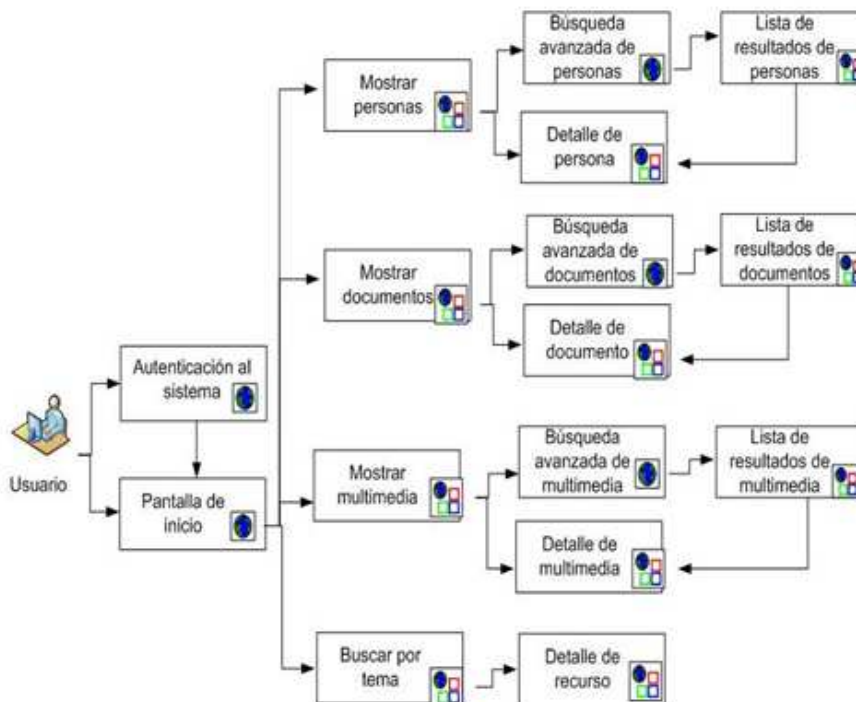 Búsqueda
avanzada de
personas
Lista de
resultados de
personas
Mostrar
personas
Detalle de
persona
Búsqueda
avanzada de
documentos
Lista de
resultados de
documentos
Mostrar
documentos
Detalle de
documento
Autenticación al
sistema
Usuario
Pantalla de
inicio
Búsqueda
avanzada de
multimedia
Lista de
resultados de
multimedia
Mostrar
multimedia
Detalle de
multimedia
Buscar por
tema
Detalle de
recurso